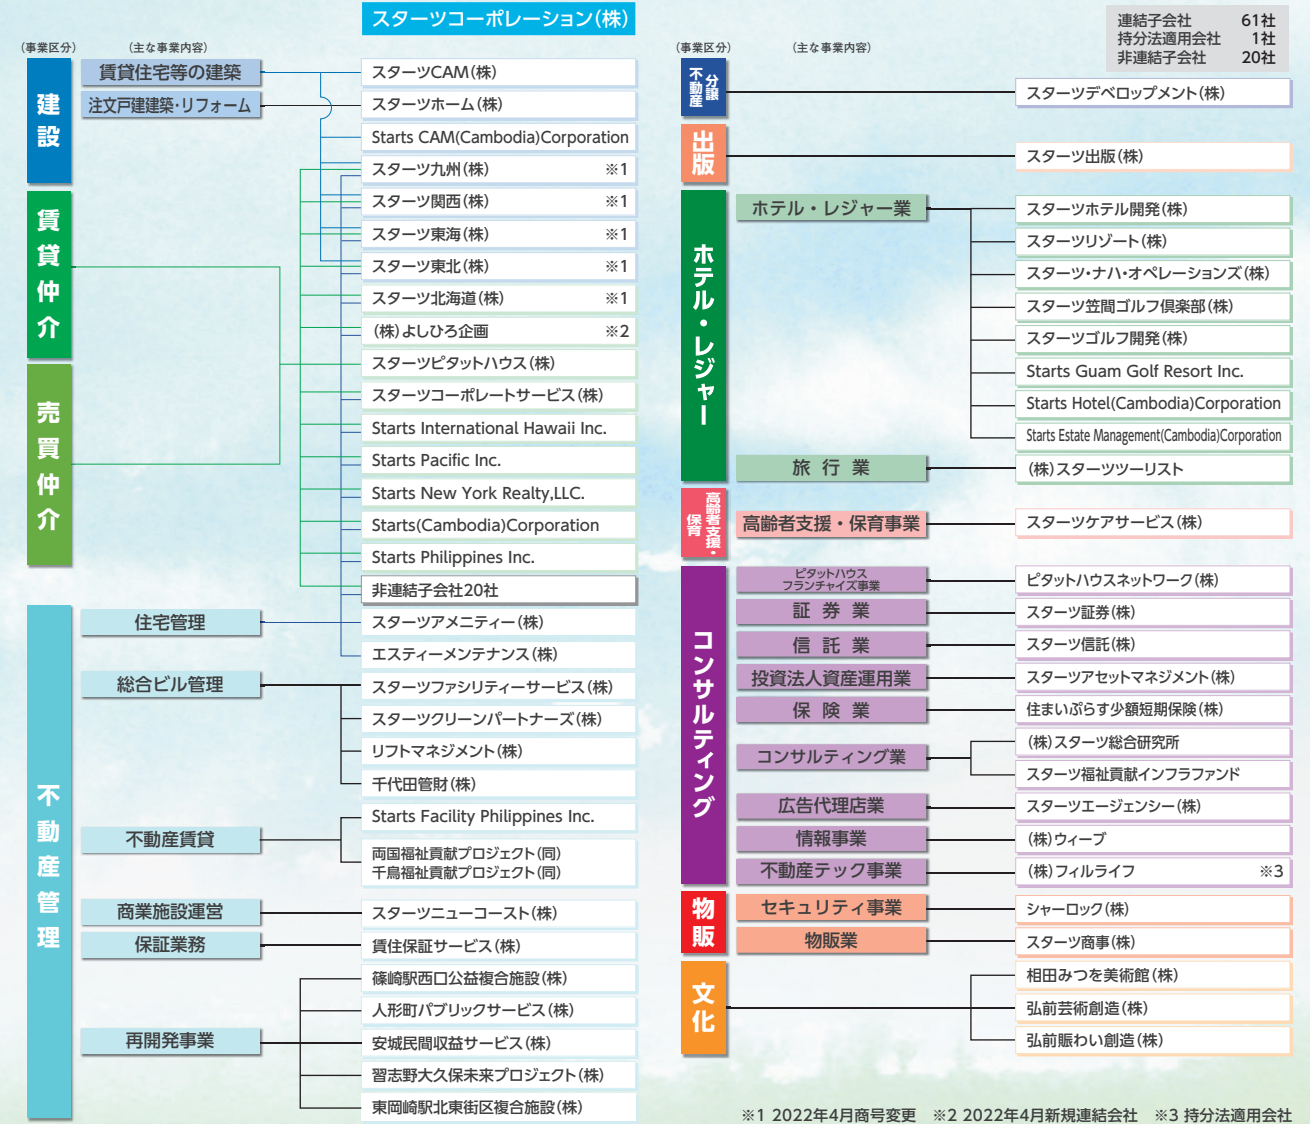 スターツコーポレーション(株)
連結子会社 61社
持分法適用会社 1社
非連結子会社 20社
(事業区分) (主な事業内容)
建設
賃貸住宅等の建築
注文戸建建築・リフォーム
賃貸仲介
売買仲介
スターツCAM(株)
スターツホーム(株)
Starts CAM(Cambodia)Corporation
スターツ九州(株) ※1
スターツ関西(株) ※1
スターツ東海(株) ※1
スターツ東北(株) ※1
スターツ北海道(株) ※1
(株)よしひろ企画 ※2
スターツピタットハウス(株)
スターツコーポレートサービス(株)
Starts International Hawaii Inc.
Starts Pacific Inc.
Starts New York Realty,LLC.
Starts(Cambodia)Corporation
Starts Philippines Inc.
非連結子会社20社
不動産管理
住宅管理
スターツアメニティー(株)
エスティーメンテナンス(株)
総合ビル管理
スターツファシリティーサービス(株)
スターツクリーンパートナーズ(株)
リフトマネジメント(株)
千代田管財(株)
不動産賃貸
Starts Facility Philippines Inc.
両国福祉貢献プロジェクト(同)
千鳥福祉貢献プロジェクト(同)
商業施設運営
スターツニューコースト(株)
保証業務
賃住保証サービス(株)
再開発事業
篠崎駅西口公益複合施設(株)
人形町パブリックサービス(株)
安城民間収益サービス(株)
習志野大久保未来プロジェクト(株)
東岡崎駅北東街区複合施設(株)
(事業区分) (主な事業内容)
分譲
不動産
スターツデベロップメント(株)
出版
スターツ出版(株)
ホテル・レジャー
ホテル・レジャー業
スターツホテル開発(株)
スターツリゾート(株)
スターツ・ナハ・オペレーションズ(株)
スターツ笠間ゴルフ倶楽部(株)
スターツゴルフ開発(株)
Starts Guam Golf Resort Inc.
Starts Hotel(Cambodia)Corporation
Starts Estate Management(Cambodia)Corporation
旅行業
(株)スターツツーリスト
高齢者支援・
保育
高齢者支援・保育事業
スターツケアサービス(株)
コンサルティング
ピタットハウス
フランチャイズ事業
ピタットハウスネットワーク(株)
証券業
スターツ証券(株)
信託業
スターツ信託(株)
投資法人資産運用業
スターツアセットマネジメント(株)
保険業
住まいぷらす少額短期保険(株)
コンサルティング業
(株)スターツ総合研究所
スターツ福祉貢献インフラファンド
広告代理店業
スターツエージェンシー(株)
情報事業
(株)ウィーブ
不動産テック事業
(株)フィルライフ ※3
物販
セキュリティ事業
シャーロック(株)
物販業
スターツ商事(株)
文化
相田みつを美術館(株)
弘前芸術創造(株)
弘前賑わい創造(株)
※1 2022年4月商号変更 ※2 2022年4月新規連結会社 ※3 持分法適用会社